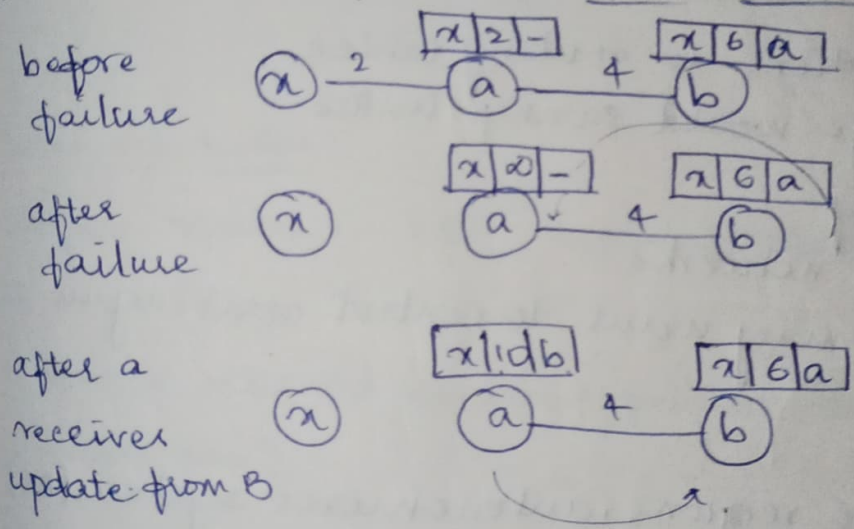 before failure
x 2 -
x 6 a
x 2 a 4 b
after failure
x ∞ -
x 6 a
x a 4 b
after a
receives
update from B
x 10 b
x 6 a
x a 4 b